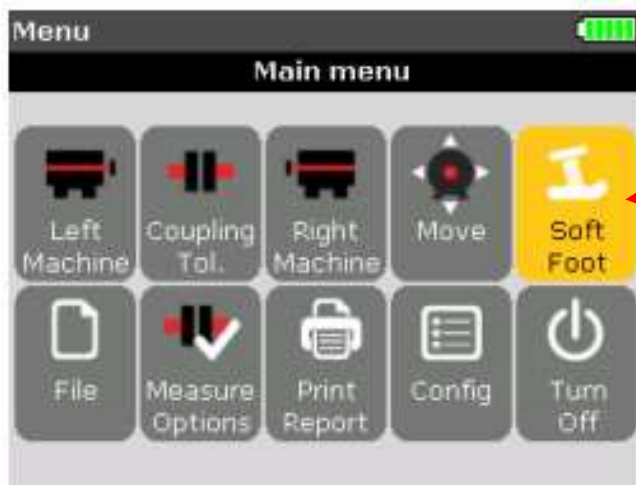 Menu
Main menu
Left
Machine
Coupling
Tol.
Right
Machine
Move
Soft
Foot
File
Measure
Options
Print
Report
Config
Turn
Off